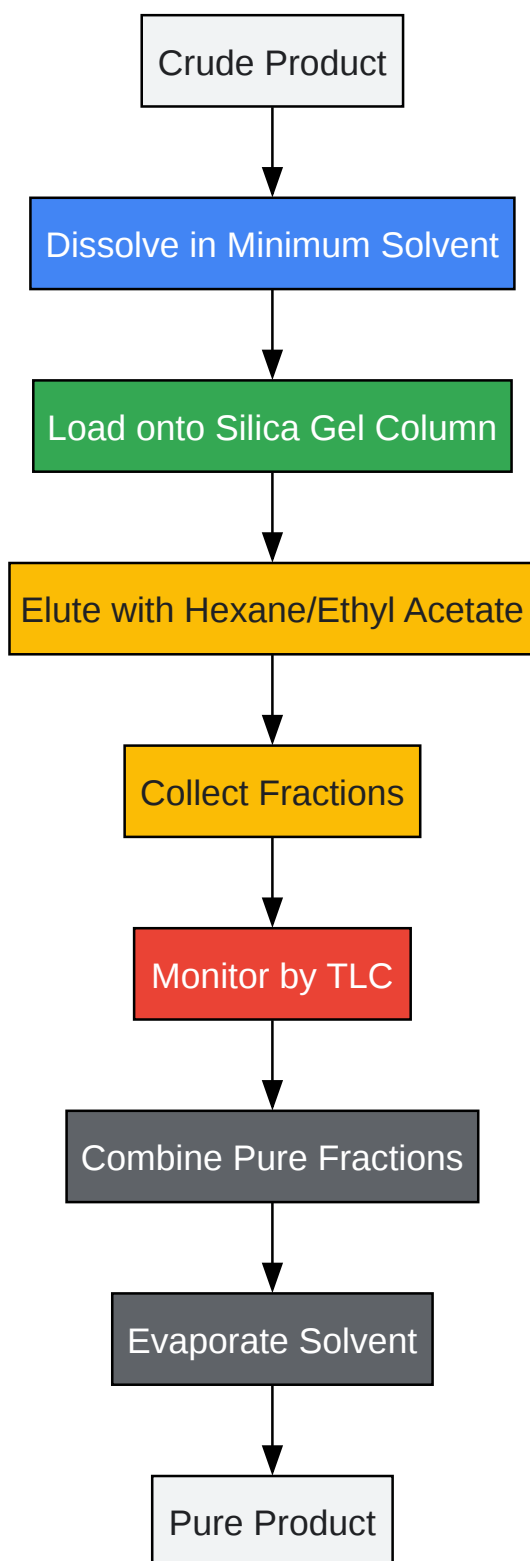 Crude Product
Dissolve in Minimum Solvent
Load onto Silica Gel Column
Elute with Hexane/Ethyl Acetate
Collect Fractions
Monitor by TLC
Combine Pure Fractions
Evaporate Solvent
Pure Product